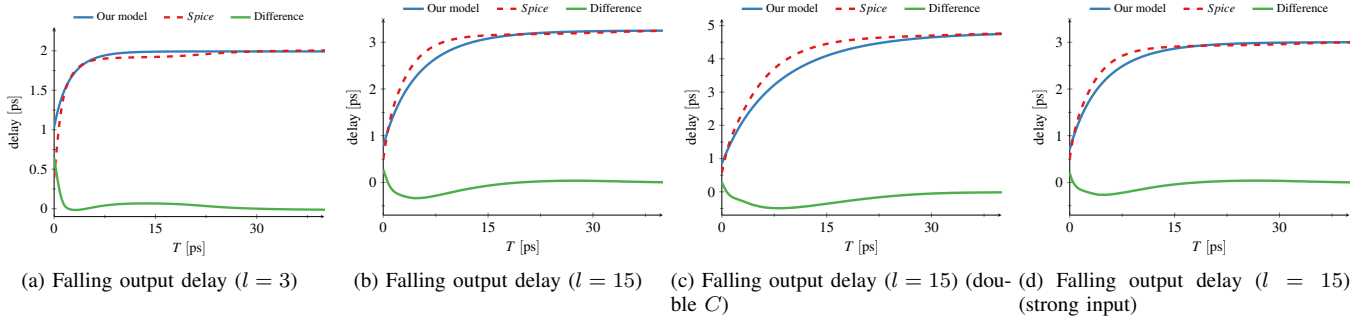 Our model Spice Difference
2
1.5
1
0.5
0
delay [ps]
0 15 30
T [ps]
(a) Falling output delay (l = 3)
Our model Spice Difference
3
2
1
0
delay [ps]
0 15 30
T [ps]
(b) Falling output delay (l = 15)
Our model Spice Difference
5
4
3
2
1
0
delay [ps]
0 15 30
T [ps]
(c) Falling output delay (l = 15) (dou-
ble C)
Our model Spice Difference
4
3
2
1
0
delay [ps]
0 15 30
T [ps]
(d) Falling output delay (l = 15)
(strong input)